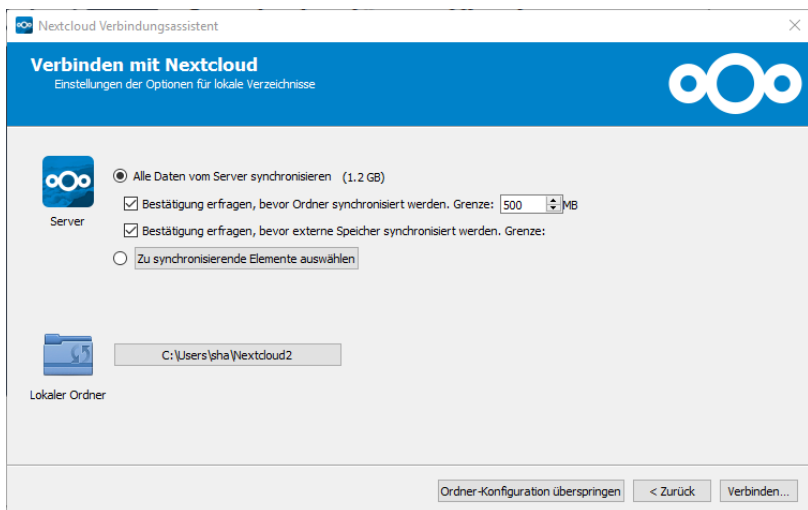 Nextcloud Verbindungsassistent
Verbinden mit Nextcloud
Einstellungen der Optionen für lokale Verzeichnisse
Alle Daten vom Server synchronisieren (1.2 GB)
Bestätigung erfragen, bevor Ordner synchronisiert werden. Grenze: 500 MB
Server
Bestätigung erfragen, bevor externe Speicher synchronisiert werden. Grenze:
Zu synchronisierende Elemente auswählen
C:\Users\sha\Nextcloud2
Lokaler Ordner
Ordner-Konfiguration überspringen < Zurück Verbinden...